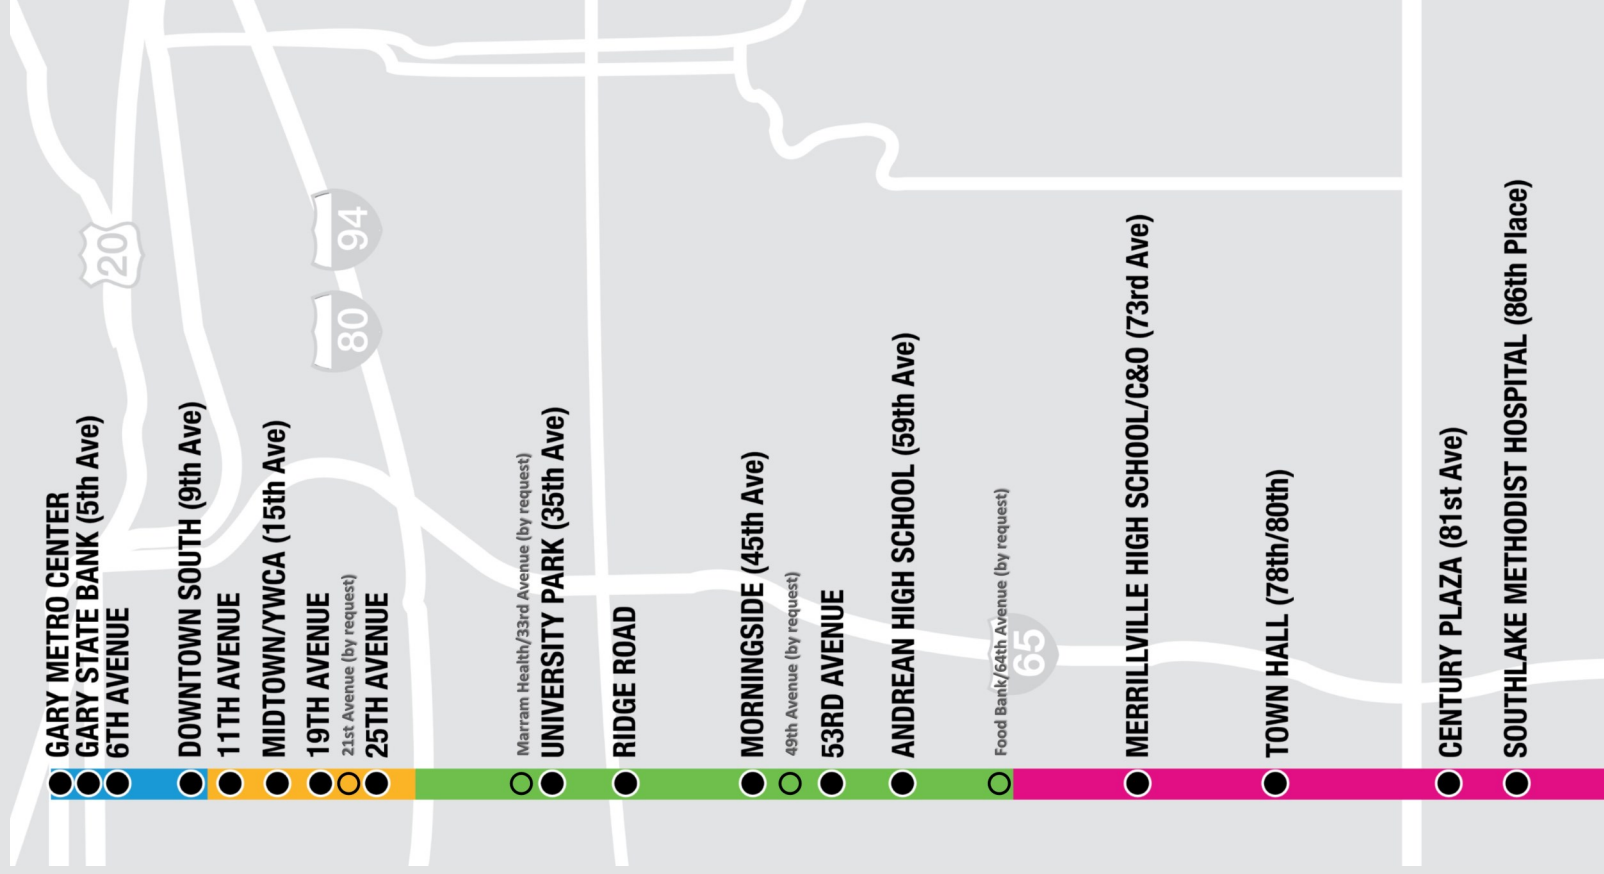 20
94
80
65
GARY METRO CENTER
GARY STATE BANK (5th Ave)
6TH AVENUE
DOWNTOWN SOUTH (9th Ave)
11TH AVENUE
MIDTOWN/YWCA (15th Ave)
19TH AVENUE
21st Avenue (by request)
25TH AVENUE
Marram Health/33rd Avenue (by request)
UNIVERSITY PARK (35th Ave)
RIDGE ROAD
MORNINGSIDE (45th Ave)
49th Avenue (by request)
53RD AVENUE
ANDREAN HIGH SCHOOL (59th Ave)
Food Bank/64th Avenue (by request)
MERRILLVILLE HIGH SCHOOL/C&O (73rd Ave)
TOWN HALL (78th/80th)
CENTURY PLAZA (81st Ave)
SOUTHLAKE METHODIST HOSPITAL (86th Place)